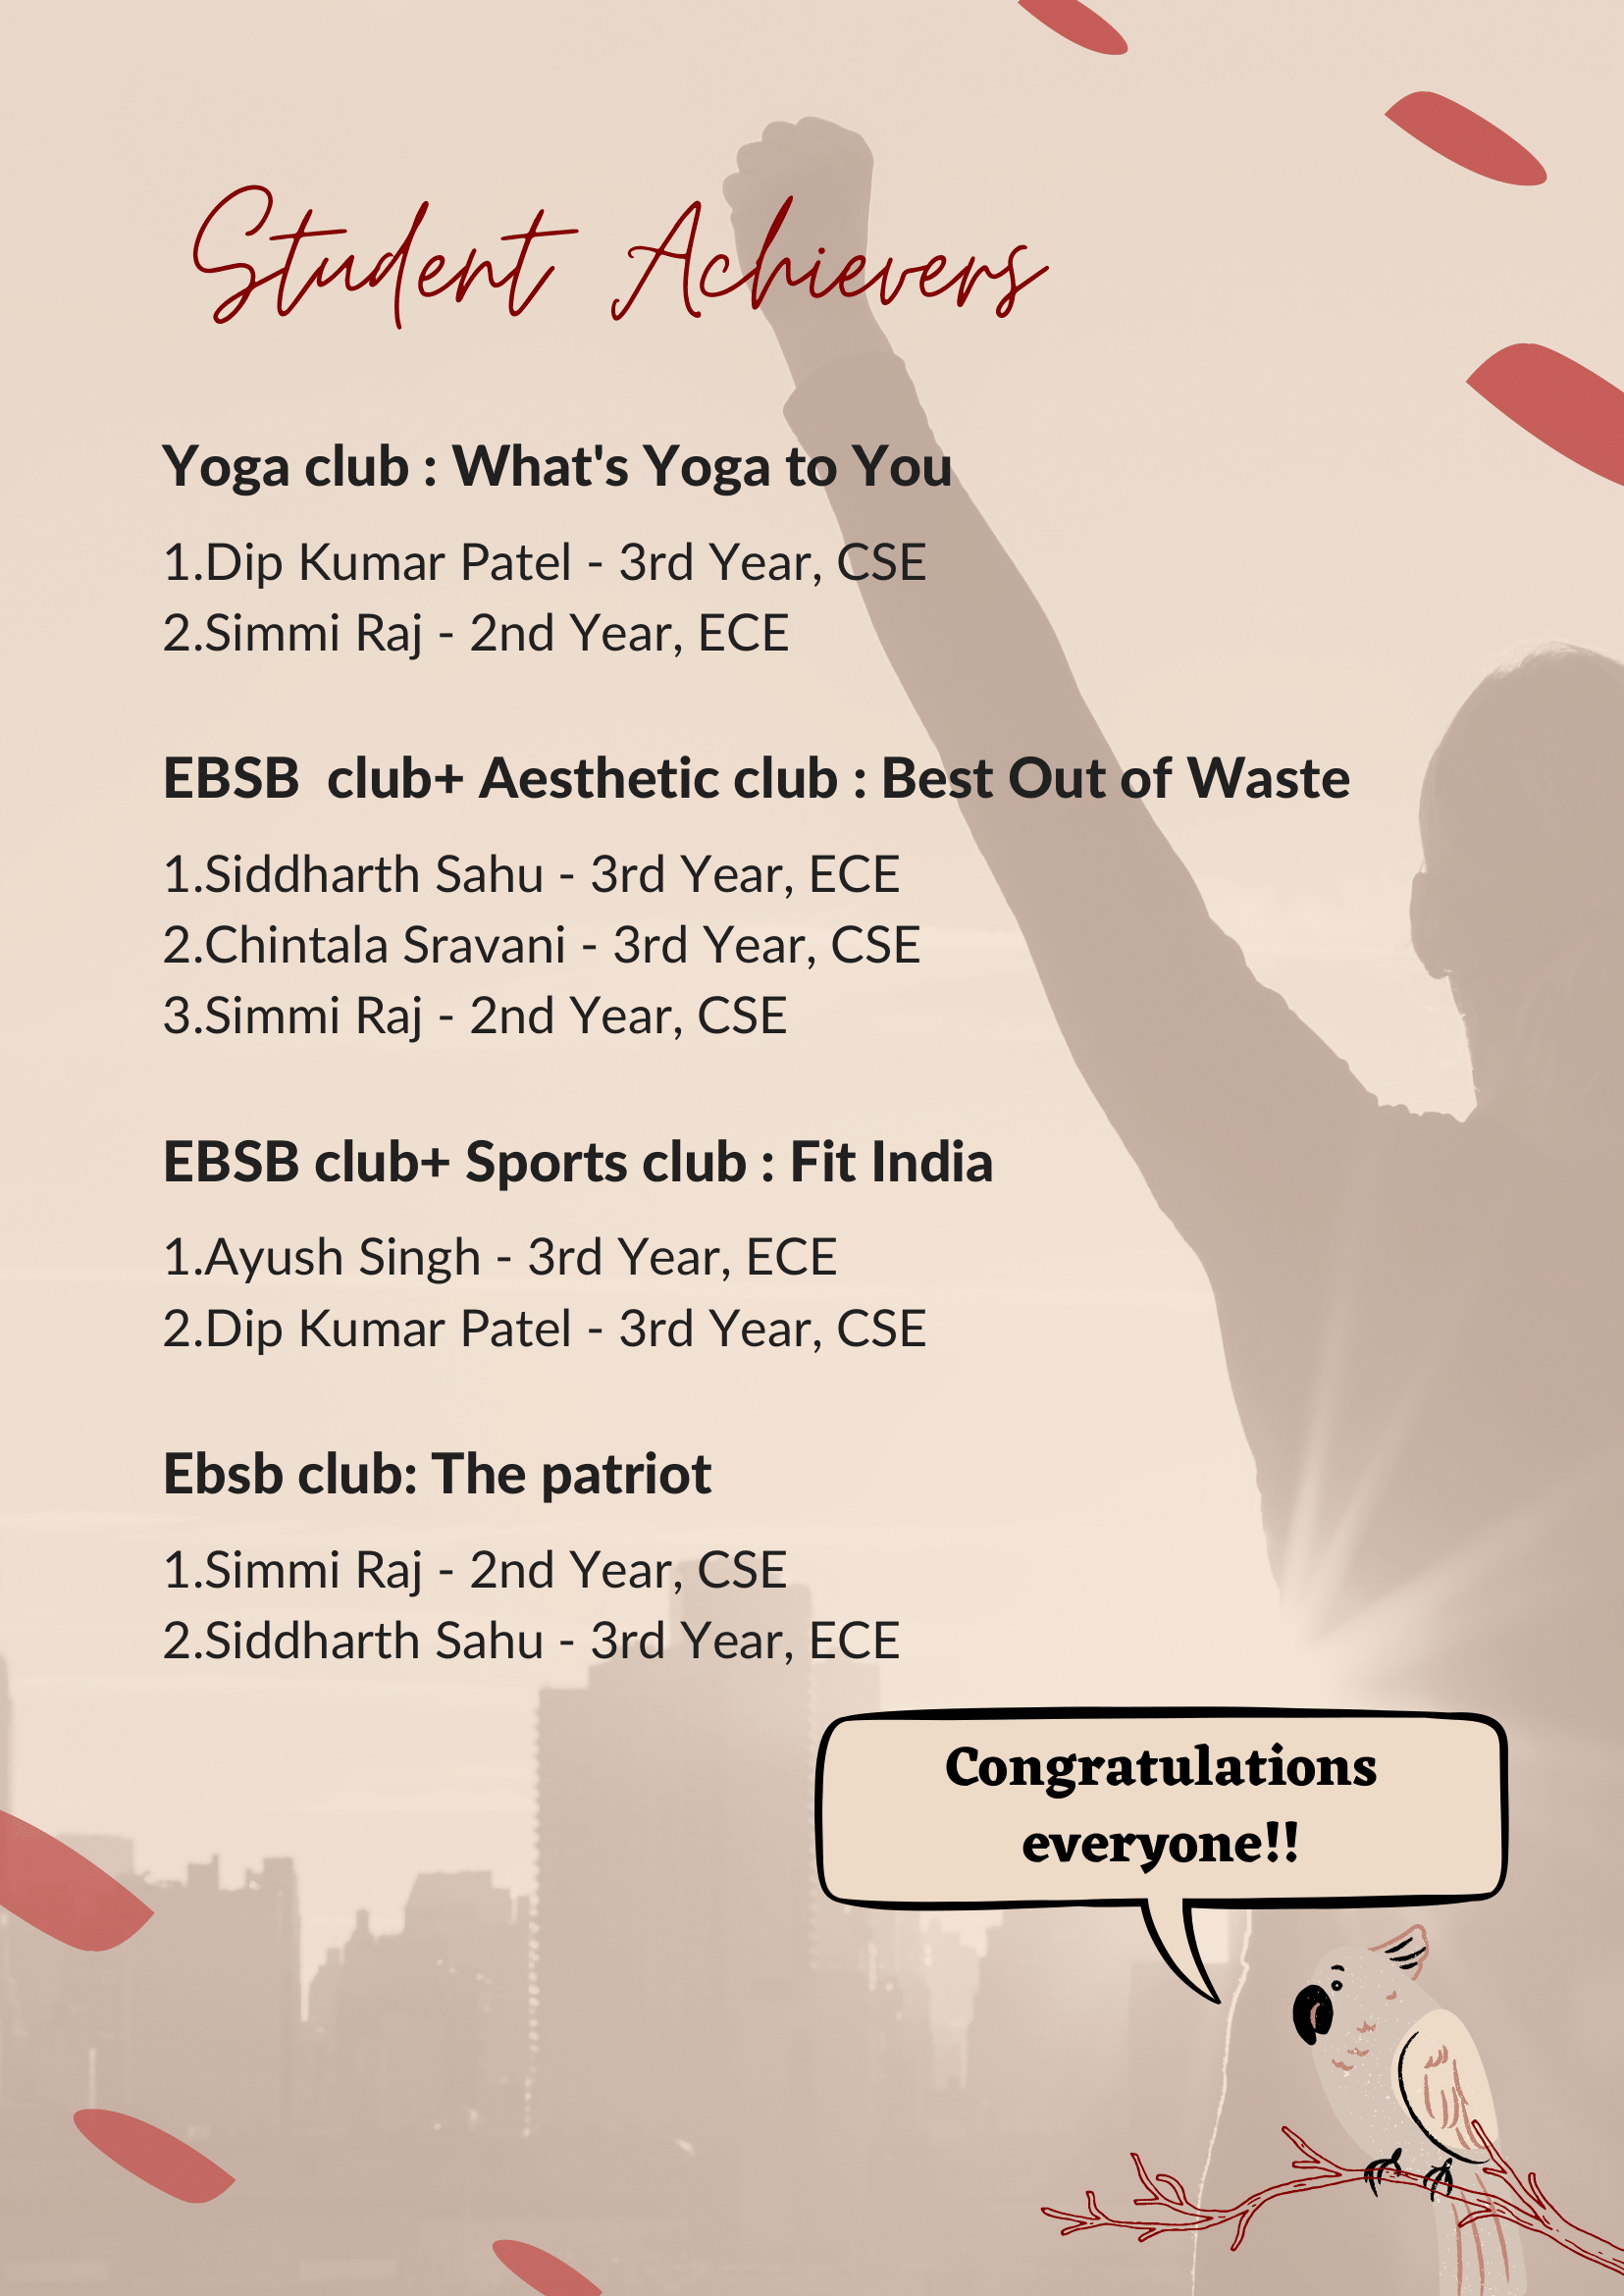 Student Achievers
Yoga club : What's Yoga to You
1.Dip Kumar Patel - 3rd Year, CSE
2.Simmi Raj - 2nd Year, ECE
EBSB  club+ Aesthetic club : Best Out of Waste
1.Siddharth Sahu - 3rd Year, ECE
2.Chintala Sravani - 3rd Year, CSE
3.Simmi Raj - 2nd Year, CSE
EBSB club+ Sports club : Fit India
1.Ayush Singh - 3rd Year, ECE
2.Dip Kumar Patel - 3rd Year, CSE
Ebsb club: The patriot
1.Simmi Raj - 2nd Year, CSE
2.Siddharth Sahu - 3rd Year, ECE
Congratulations
everyone!!